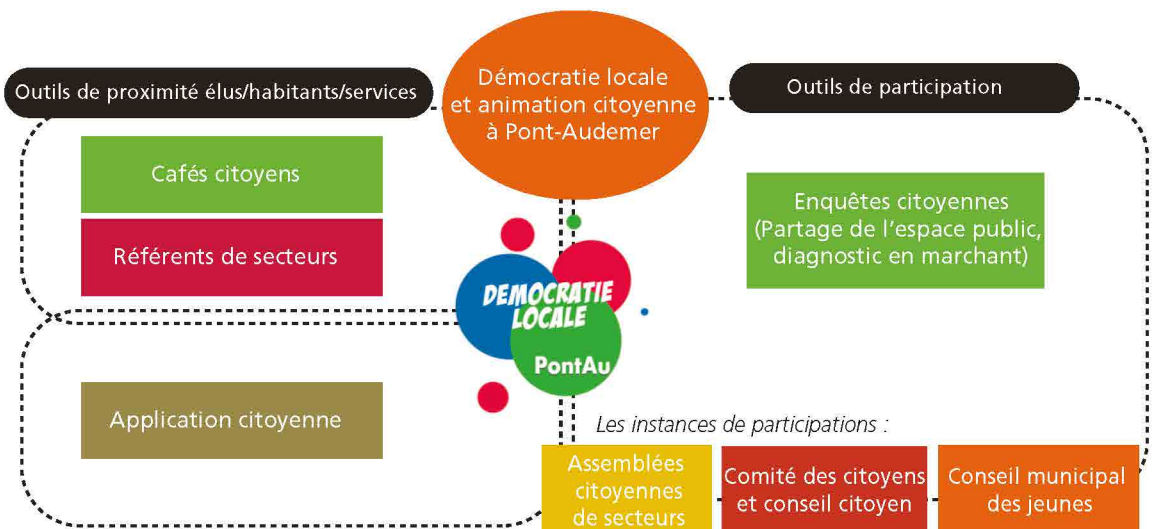 Démocratie locale
et animation citoyenne
à Pont-Audemer
Outils de proximité élus/habitants/services
Cafés citoyens
Référents de secteurs
Application citoyenne
DEMOCRATIE
LOCALE
PontAu
Outils de participation
Enquêtes citoyennes
(Partage de l'espace public,
diagnostic en marchant)
Les instances de participations :
Assemblées
citoyennes
de secteurs
Comité des citoyens
et conseil citoyen
Conseil municipal
des jeunes